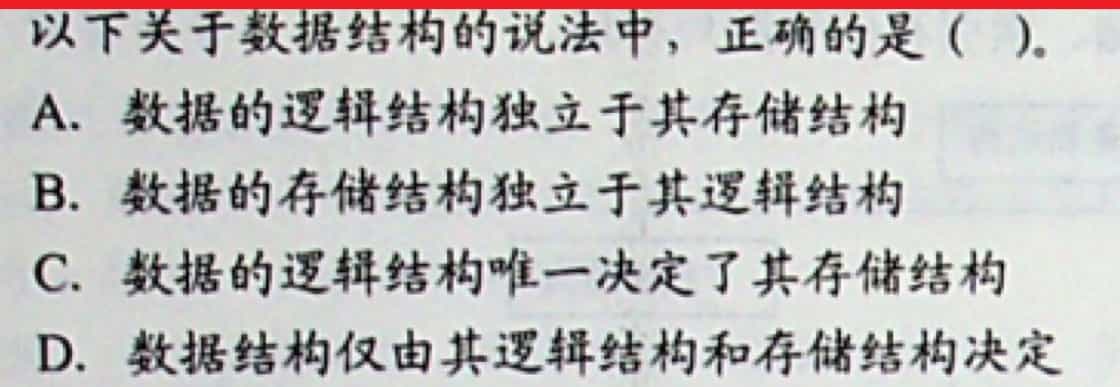 以下关于数据结构的说法中，正确的是（ ）。
A. 数据的逻辑结构独立于其存储结构
B. 数据的存储结构独立于其逻辑结构
C. 数据的逻辑结构唯一决定了其存储结构
D. 数据结构仅由其逻辑结构和存储结构决定